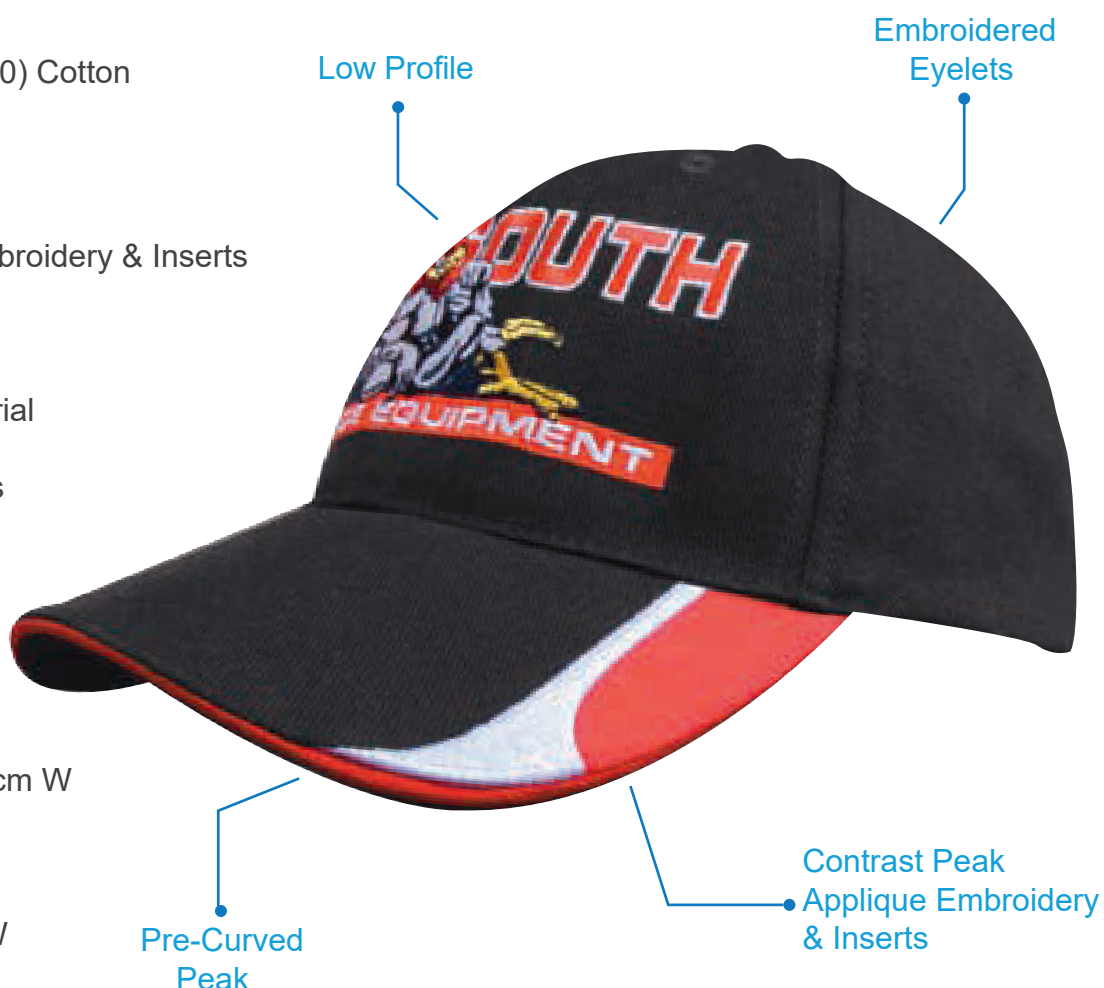 0) Cotton
Low Profile
Embroidered
Eyelets
broidery & Inserts
SOUTH
EQUIPMENT
rial
s
cm W
Pre-Curved
Peak
Contrast Peak
Applique Embroidery
& Inserts